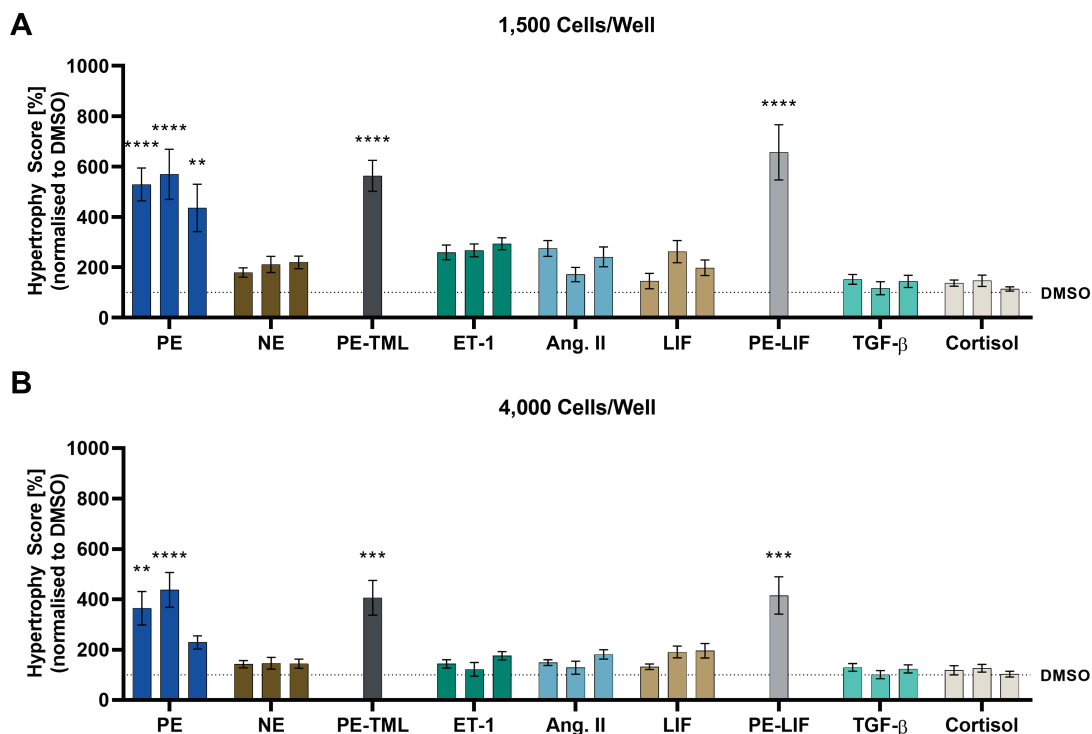 A
1,500 Cells/Well
Hypertrophy Score [%]
(normalised to DMSO)
1000
800
600
400
200
0
**** **** ** **** ****
DMSO
PE NE PE-TML ET-1 Ang. II LIF PE-LIF TGF-β Cortisol
B
4,000 Cells/Well
Hypertrophy Score [%]
(normalised to DMSO)
1000
800
600
400
200
0
** **** *** ***
DMSO
PE NE PE-TML ET-1 Ang. II LIF PE-LIF TGF-β Cortisol